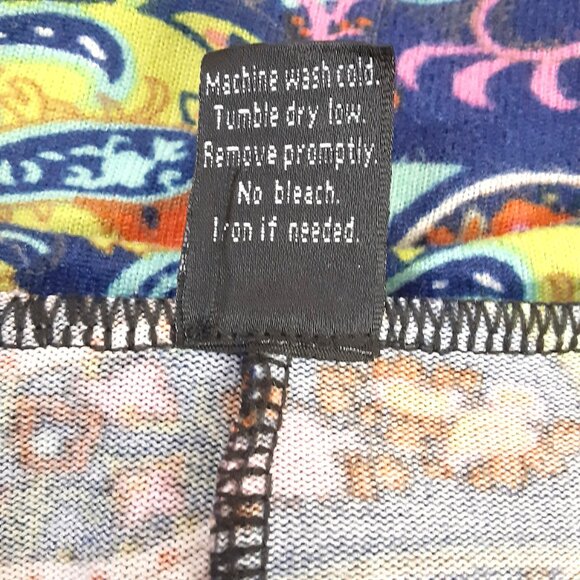 Machine wash cold.
Tumble dry low.
Remove promptly.
No bleach.
Iron if needed.